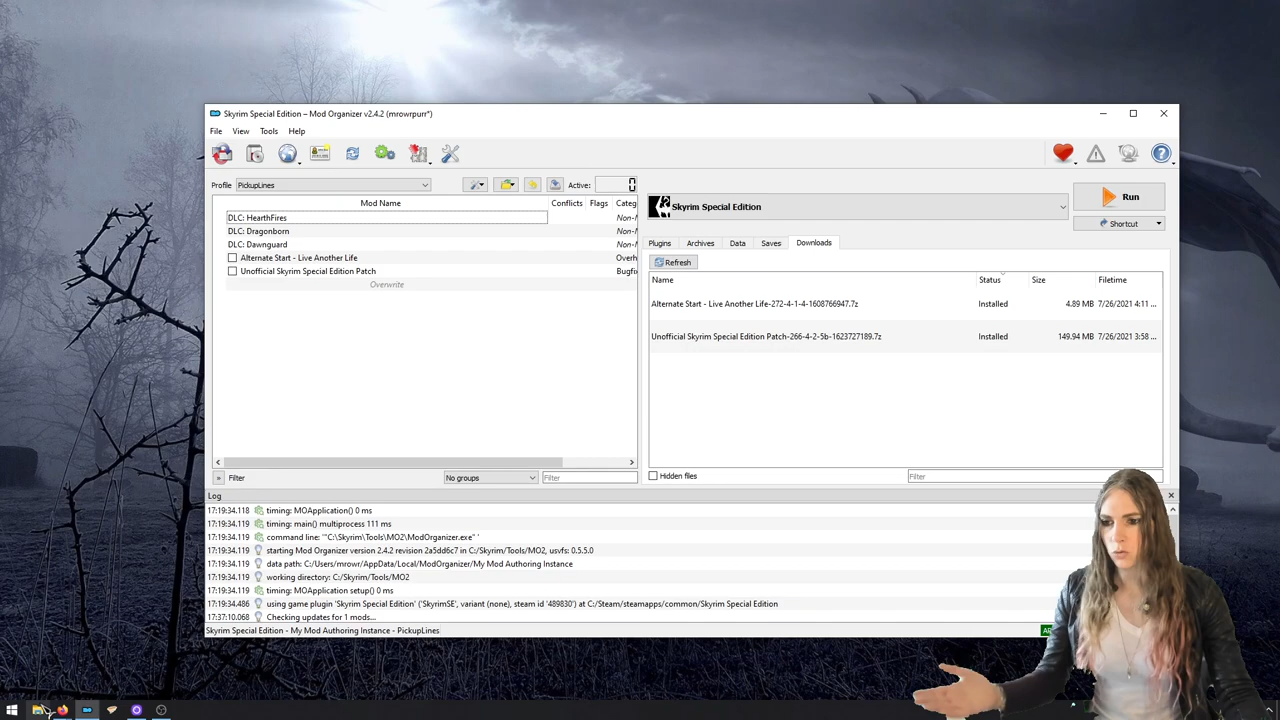 Skyrim Special Edition – Mod Organizer v2.4.2 (mrowrpurr*)
File View Tools Help
Profile PickupLines Active: 0
Mod Name Conflicts Flags Categ
DLC: HearthFires Non-M
DLC: Dragonborn Non-M
DLC: Dawnguard Non-M
Alternate Start - Live Another Life Overh
Unofficial Skyrim Special Edition Patch Bugfix
Overwrite
» Filter No groups Filter
Skyrim Special Edition Run
Shortcut
Plugins Archives Data Saves Downloads
Refresh
Name Status Size Filetime
Alternate Start - Live Another Life-272-4-1-4-1608766947.7z Installed 4.89 MB 7/26/2021 4:11 ...
Unofficial Skyrim Special Edition Patch-266-4-2-5b-1623727189.7z Installed 149.94 MB 7/26/2021 3:58 ...
Hidden files Filter
Log
17:19:34.118 timing: MOApplication() 0 ms
17:19:34.119 timing: main() multiprocess 111 ms
17:19:34.119 command line: '"C:\Skyrim\Tools\MO2\ModOrganizer.exe" '
17:19:34.119 starting Mod Organizer version 2.4.2 revision 2a5dd6c7 in C:/Skyrim/Tools/MO2, usvfs: 0.5.5.0
17:19:34.119 data path: C:/Users/mrowr/AppData/Local/ModOrganizer/My Mod Authoring Instance
17:19:34.119 working directory: C:/Skyrim/Tools/MO2
17:19:34.119 timing: MOApplication setup() 0 ms
17:19:34.486 using game plugin 'Skyrim Special Edition' ('SkyrimSE', variant (none), steam id '489830') at C:/Steam/steamapps/common/Skyrim Special Edition
17:37:10.068 Checking updates for 1 mods...
Skyrim Special Edition - My Mod Authoring Instance - PickupLines